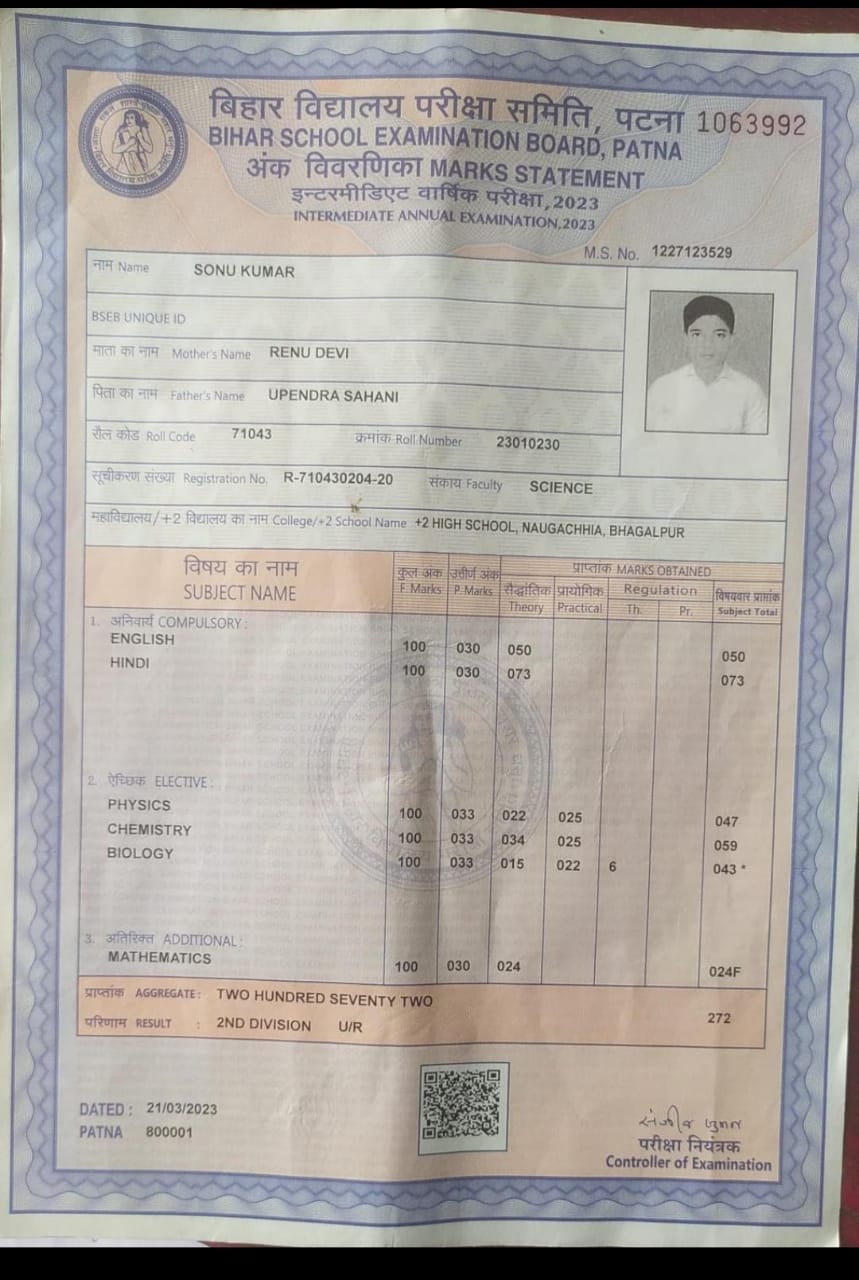 बिहार विद्यालय परीक्षा समिति, पटना 1063992
BIHAR SCHOOL EXAMINATION BOARD, PATNA
अंक विवरणिका MARKS STATEMENT
इन्टरमीडिएट वार्षिक परीक्षा, 2023
INTERMEDIATE ANNUAL EXAMINATION,2023
M.S. No. 1227123529
नाम Name SONU KUMAR
BSEB UNIQUE ID
माता का नाम Mother's Name RENU DEVI
पिता का नाम Father's Name UPENDRA SAHANI
रौल कोड Roll Code 71043 क्रमांक Roll Number 23010230
सूचीकरण संख्या Registration No. R-710430204-20 संकाय Faculty SCIENCE
महाविद्यालय/+2 विद्यालय का नाम College/+2 School Name +2 HIGH SCHOOL, NAUGACHHIA, BHAGALPUR
विषय का नाम कुल अंक उत्तीर्ण अंक प्राप्तांक MARKS OBTAINED
SUBJECT NAME F. Marks P. Marks सैद्धांतिक प्रायोगिक Regulation विषयवार प्राप्तांक
Theory Practical Th. Pr. Subject Total
1. अनिवार्य COMPULSORY :
ENGLISH 100 030 050 050
HINDI 100 030 073 073
2. ऐच्छिक ELECTIVE :
PHYSICS 100 033 022 025 047
CHEMISTRY 100 033 034 025 059
BIOLOGY 100 033 015 022 6 043 *
3. अतिरिक्त ADDITIONAL :
MATHEMATICS 100 030 024 024F
प्राप्तांक AGGREGATE : TWO HUNDRED SEVENTY TWO 272
परिणाम RESULT : 2ND DIVISION U/R
DATED : 21/03/2023
PATNA 800001
परीक्षा नियंत्रक
Controller of Examination